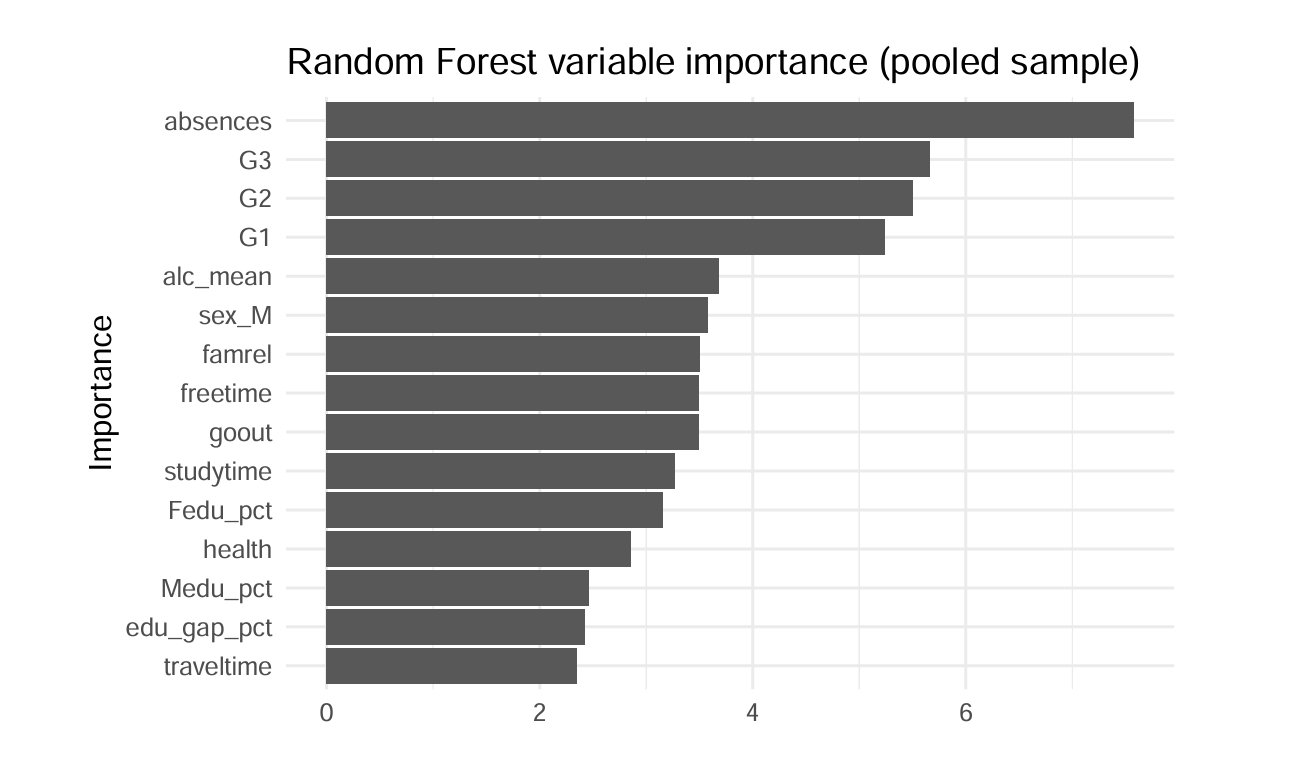 Random Forest variable importance (pooled sample)
Importance
absences
G3
G2
G1
alc_mean
sex_M
famrel
freetime
goout
studytime
Fedu_pct
health
Medu_pct
edu_gap_pct
traveltime
0 2 4 6